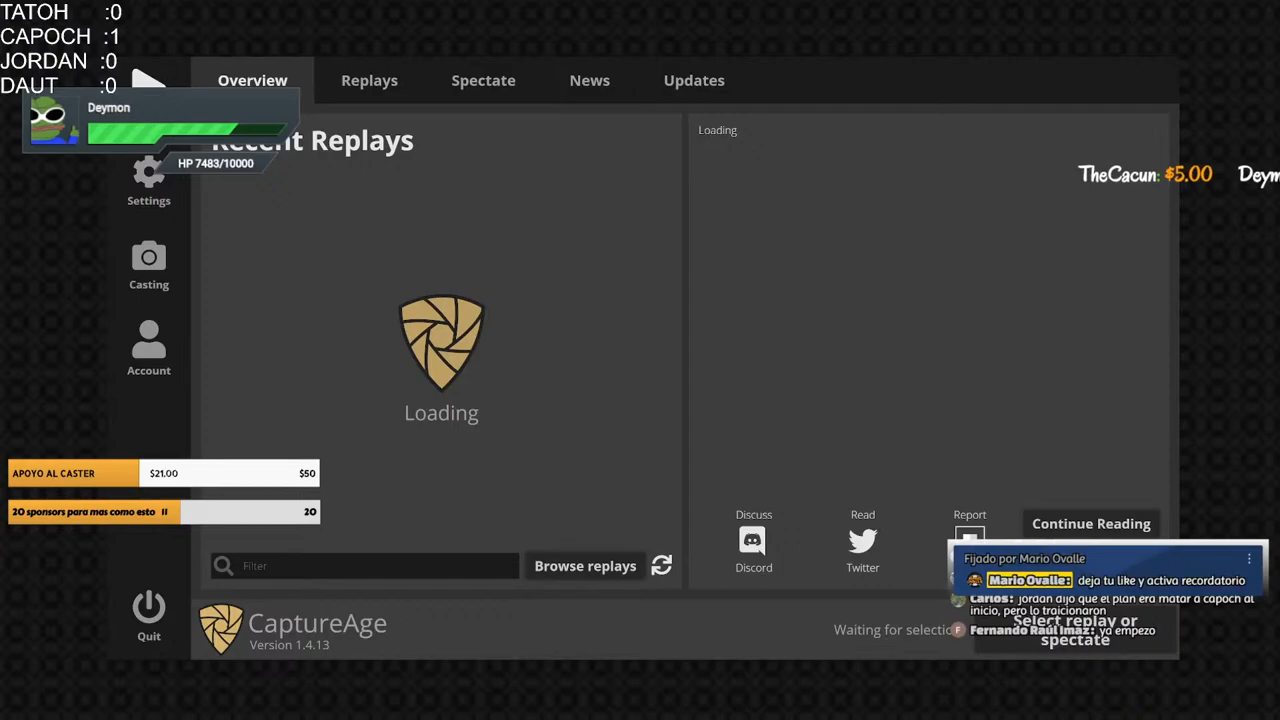 TATOH :0
CAPOCH :1
JORDAN :0
DAUT :0
Deymon
HP 7483/10000
Overview
Replays
Spectate
News
Updates
Recent Replays
Loading
TheCacun: $5.00
Deym
Settings
Casting
Account
Loading
APOYO AL CASTER
$21.00
$50
20 sponsors para mas como esto
11
20
Discuss
Discord
Read
Twitter
Report
Continue Reading
Filter
Browse replays
Fijado por Mario Ovalle
Mario Ovalle: deja tu like y activa recordatorio
Carlos: jordan dijo que el plan era matar a capoch al
inicio, pero lo traicionaron
Fernando Raúl Imaz: ya empezo
Quit
CaptureAge
Version 1.4.13
Waiting for selectio
Select replay or
spectate